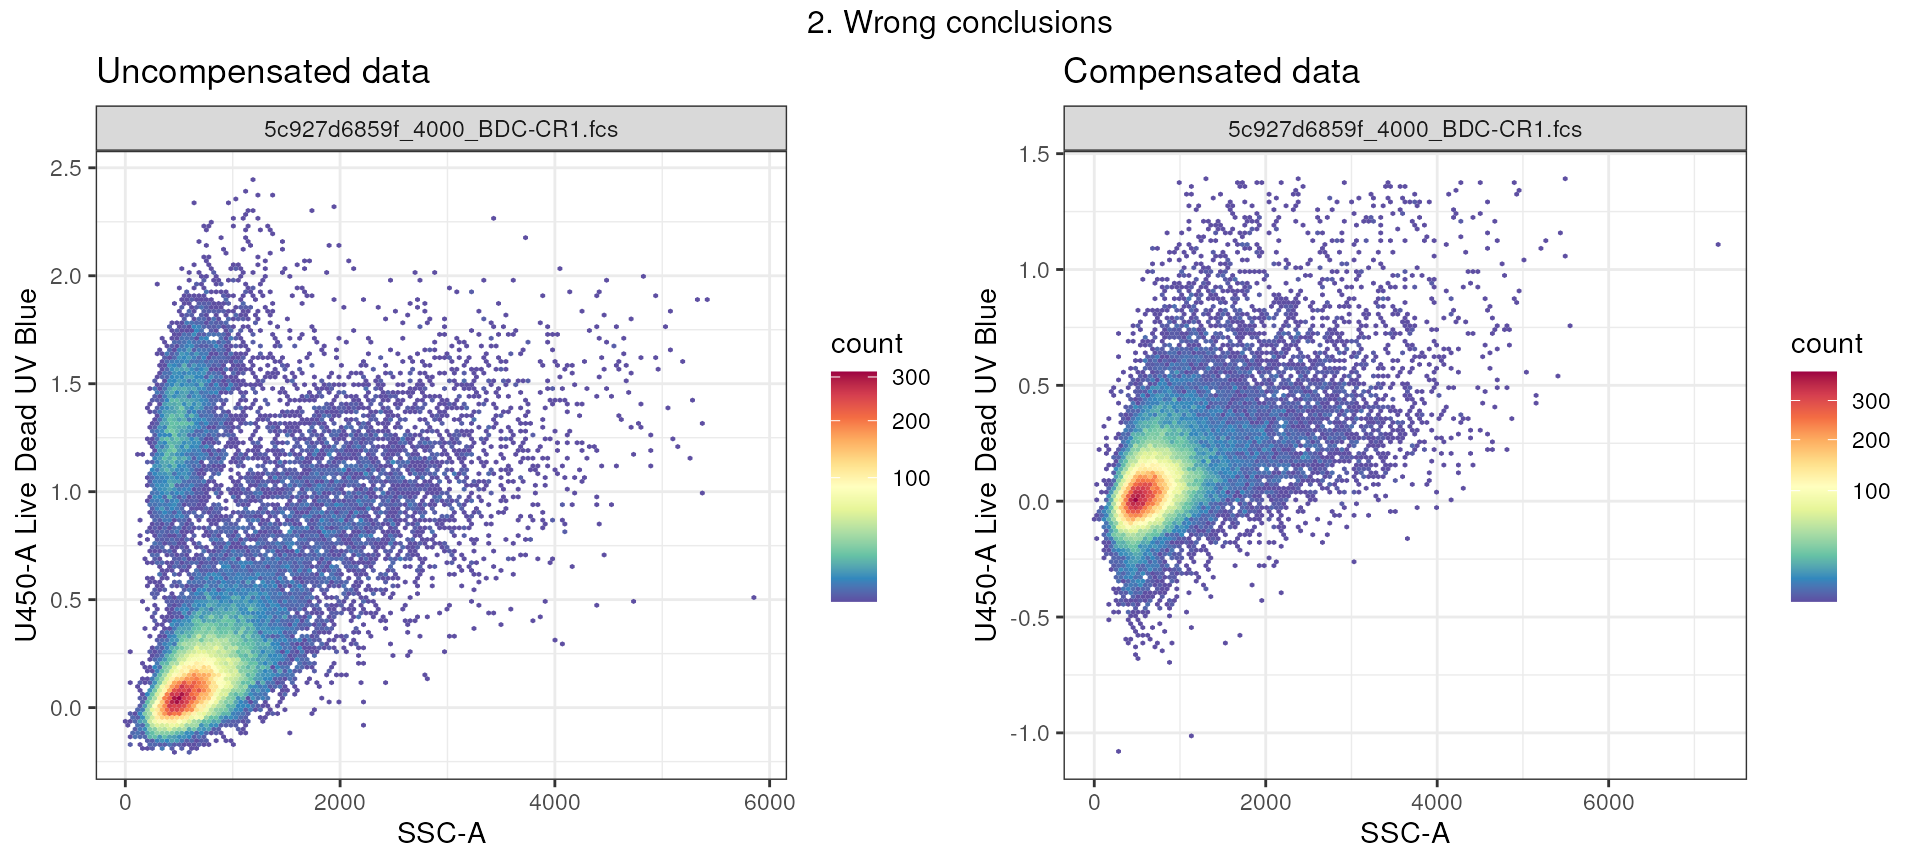 2. Wrong conclusions
Uncompensated data
5c927d6859f_4000_BDC-CR1.fcs
U450-A Live Dead UV Blue
2.5
2.0
1.5
1.0
0.5
0.0
0
2000
4000
6000
SSC-A
count
300
200
100
Compensated data
5c927d6859f_4000_BDC-CR1.fcs
U450-A Live Dead UV Blue
1.5
1.0
0.5
0.0
-0.5
-1.0
0
2000
4000
6000
SSC-A
count
300
200
100